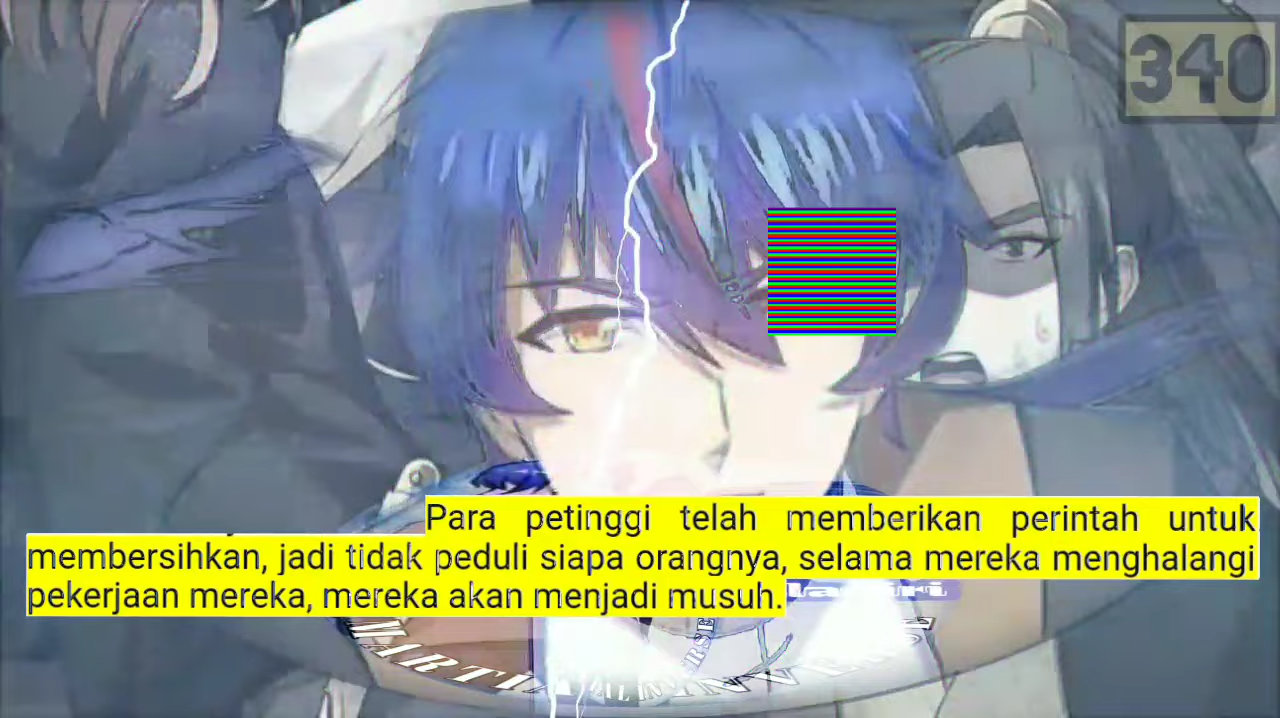 340
Para petinggi telah memberikan perintah untuk
membersihkan, jadi tidak peduli siapa orangnya, selama mereka menghalangi
pekerjaan mereka, mereka akan menjadi musuh.